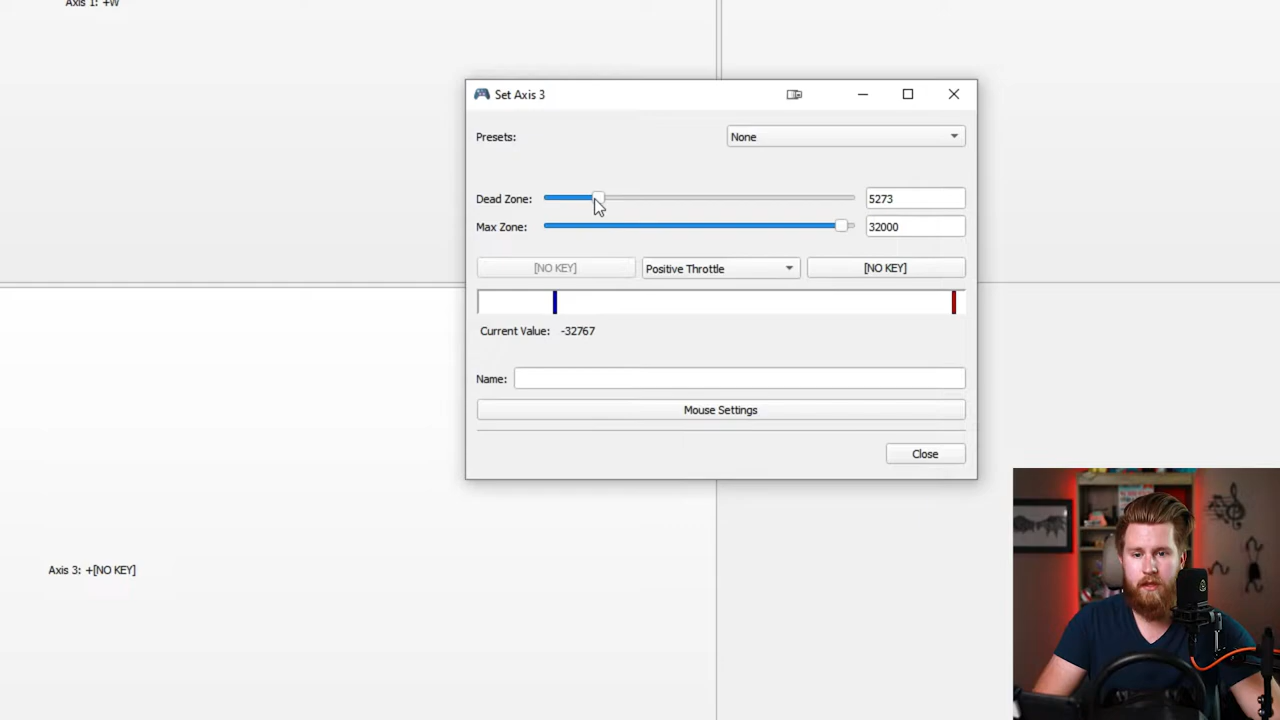 Axis 1: +W
Set Axis 3
Presets:
None
Dead Zone:
5273
Max Zone:
32000
[NO KEY]
Positive Throttle
[NO KEY]
Current Value: -32767
Name:
Mouse Settings
Close
Axis 3: +[NO KEY]